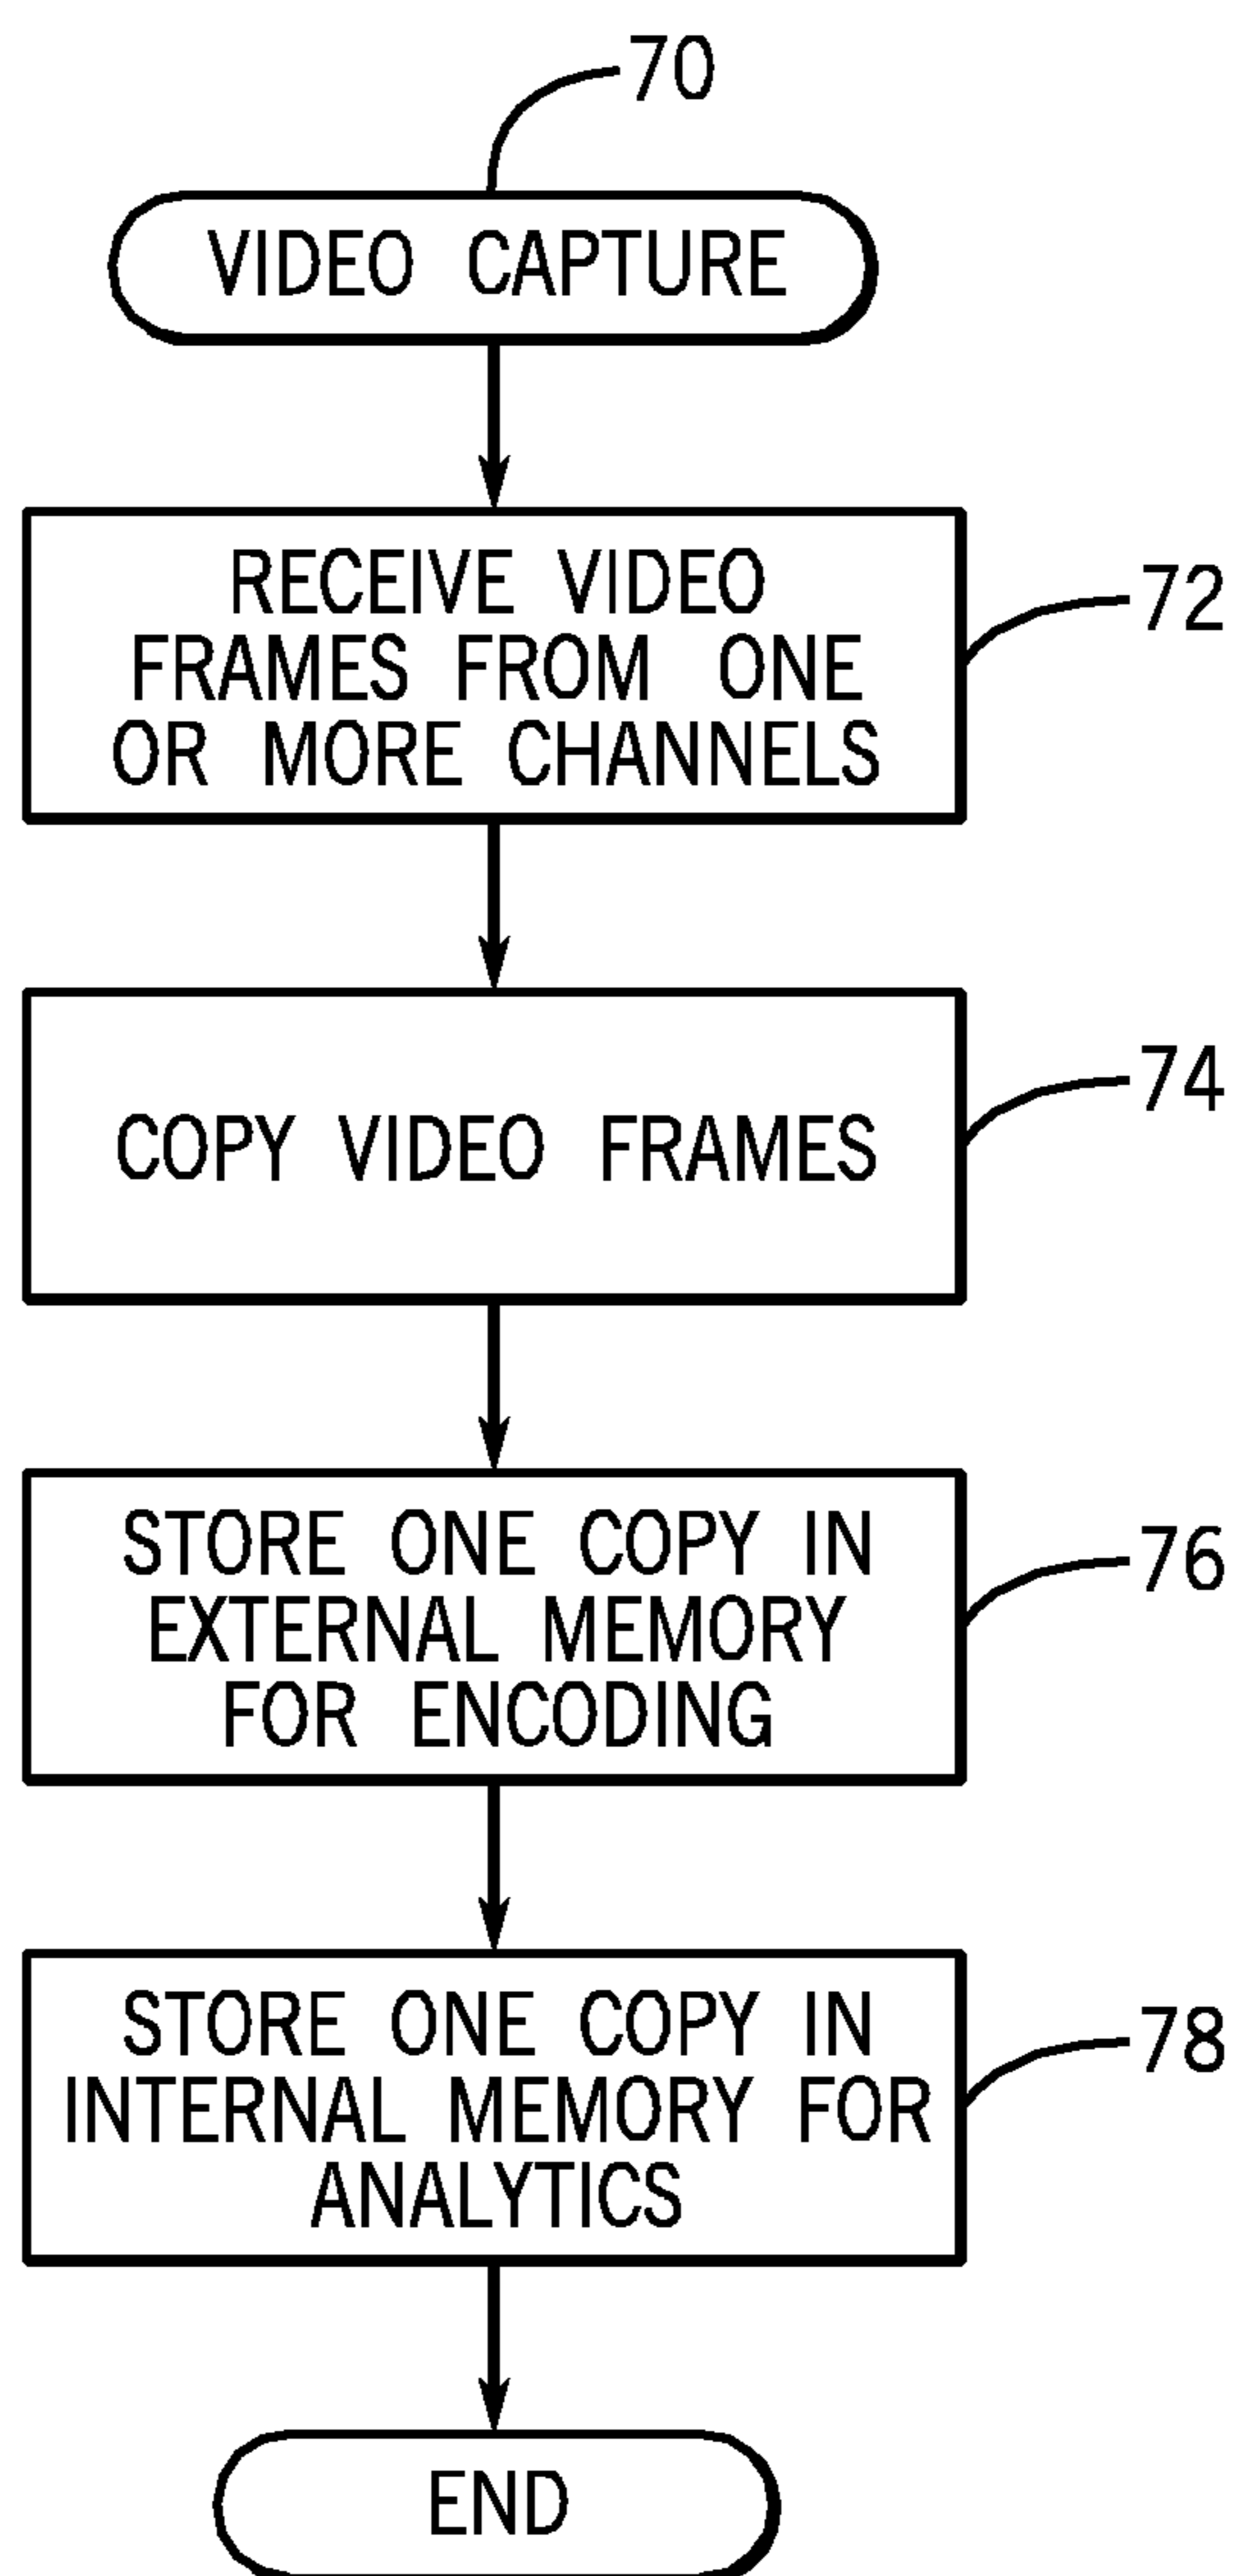 70
VIDEO CAPTURE
RECEIVE VIDEO
FRAMES FROM ONE
OR MORE CHANNELS
72
COPY VIDEO FRAMES
74
STORE ONE COPY IN
EXTERNAL MEMORY
FOR ENCODING
76
STORE ONE COPY IN
INTERNAL MEMORY FOR
ANALYTICS
78
END